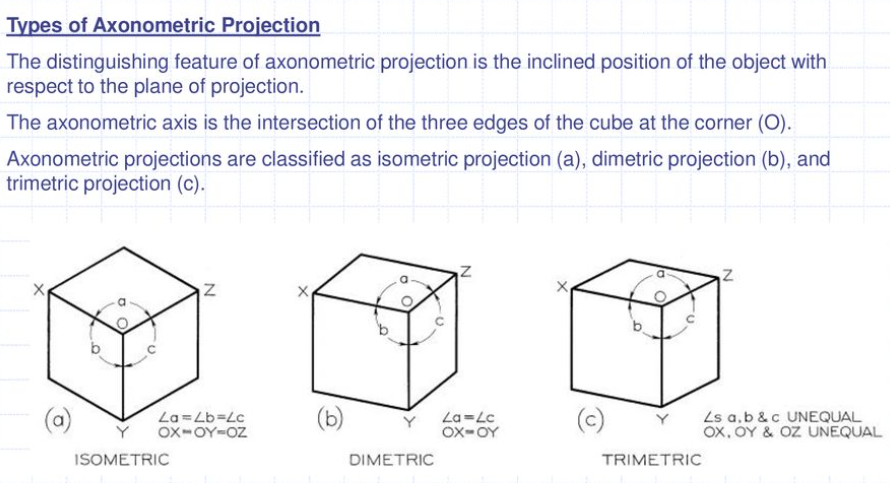 Types of Axonometric Projection
The distinguishing feature of axonometric projection is the inclined position of the object with
respect to the plane of projection.
The axonometric axis is the intersection of the three edges of the cube at the corner (O).
Axonometric projections are classified as isometric projection (a), dimetric projection (b), and
trimetric projection (c).
X
Z
a
O
b
c
(a)
Y
∠a=∠b=∠c
OX=OY=OZ
ISOMETRIC
X
Z
a
O
b
c
(b)
Y
∠a=∠c
OX=OY
DIMETRIC
X
Z
a
O
b
c
(c)
Y
∠s a,b & c UNEQUAL
OX, OY & OZ UNEQUAL
TRIMETRIC